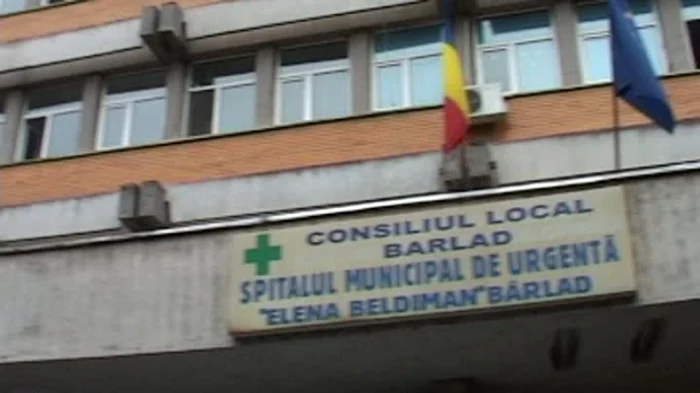 CONSILIUL LOCAL
BARLAD
SPITALUL MUNICIPAL DE URGENTĂ
"ELENA BELDIMAN" BÂRLAD